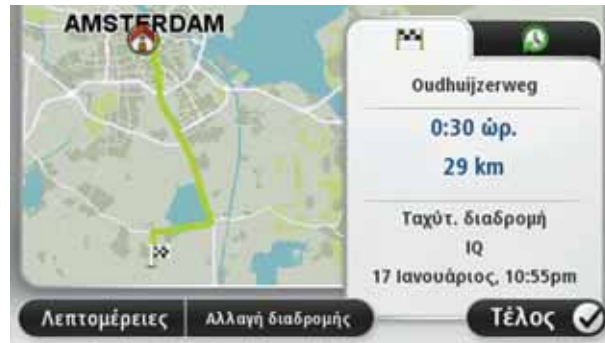 AMSTERDAM
Oudhuijzerweg
0:30 ώρ.
29 km
Ταχύτ. διαδρομή
IQ
17 Ιανουάριος, 10:55pm
Λεπτομέρειες
Αλλαγή διαδρομής
Τέλος